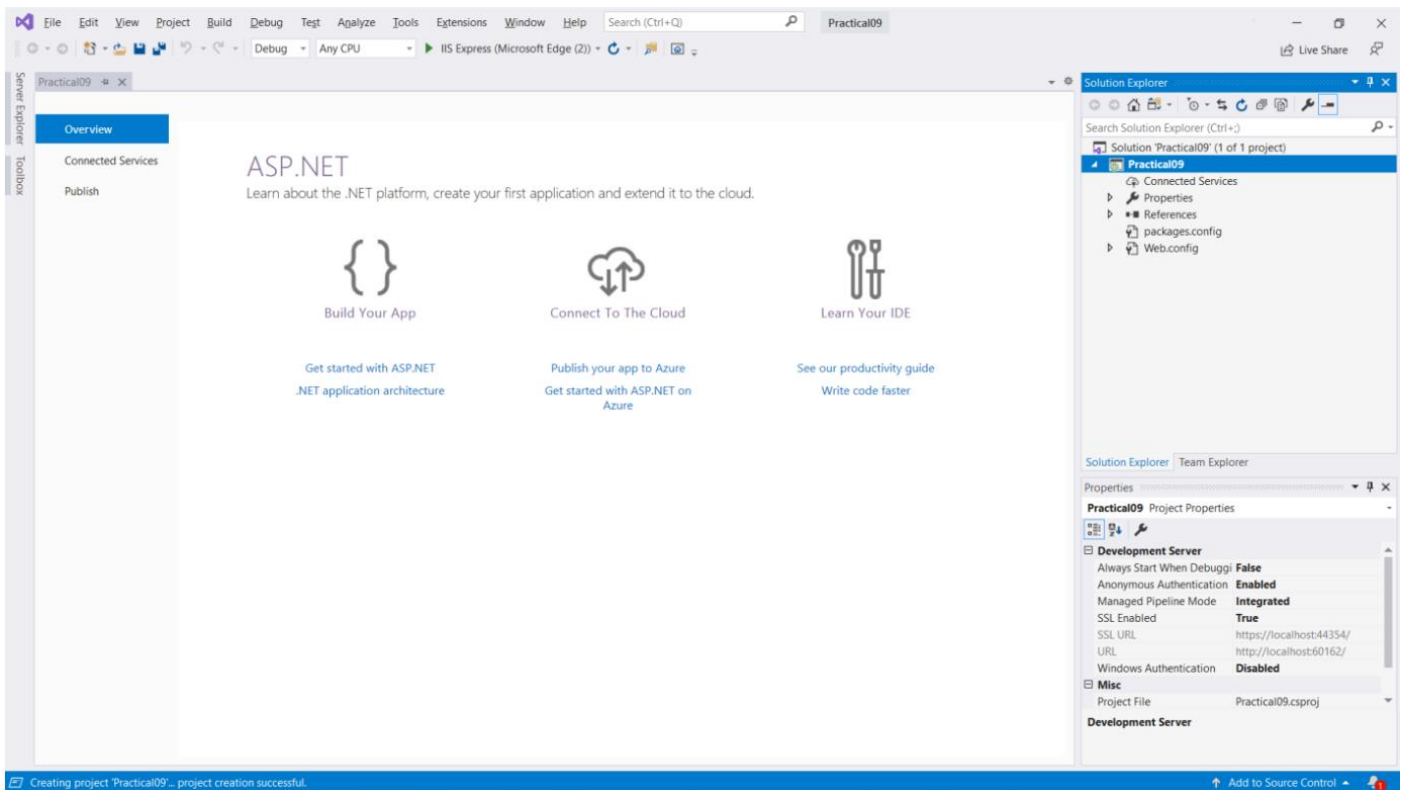 File Edit View Project Build Debug Test Analyze Tools Extensions Window Help Search (Ctrl+Q) Practical09
Debug Any CPU IIS Express (Microsoft Edge (2)) Live Share
Server Explorer
Toolbox
Practical09
Overview
Connected Services
Publish
ASP.NET
Learn about the .NET platform, create your first application and extend it to the cloud.
Build Your App
Connect To The Cloud
Learn Your IDE
Get started with ASP.NET
.NET application architecture
Publish your app to Azure
Get started with ASP.NET on
Azure
See our productivity guide
Write code faster
Solution Explorer
Search Solution Explorer (Ctrl+;)
Solution 'Practical09' (1 of 1 project)
Practical09
Connected Services
Properties
References
packages.config
Web.config
Solution Explorer Team Explorer
Properties
Practical09 Project Properties
Development Server
Always Start When Debuggi False
Anonymous Authentication Enabled
Managed Pipeline Mode Integrated
SSL Enabled True
SSL URL https://localhost:44354/
URL http://localhost:60162/
Windows Authentication Disabled
Misc
Project File Practical09.csproj
Development Server
Creating project 'Practical09'... project creation successful. Add to Source Control 1